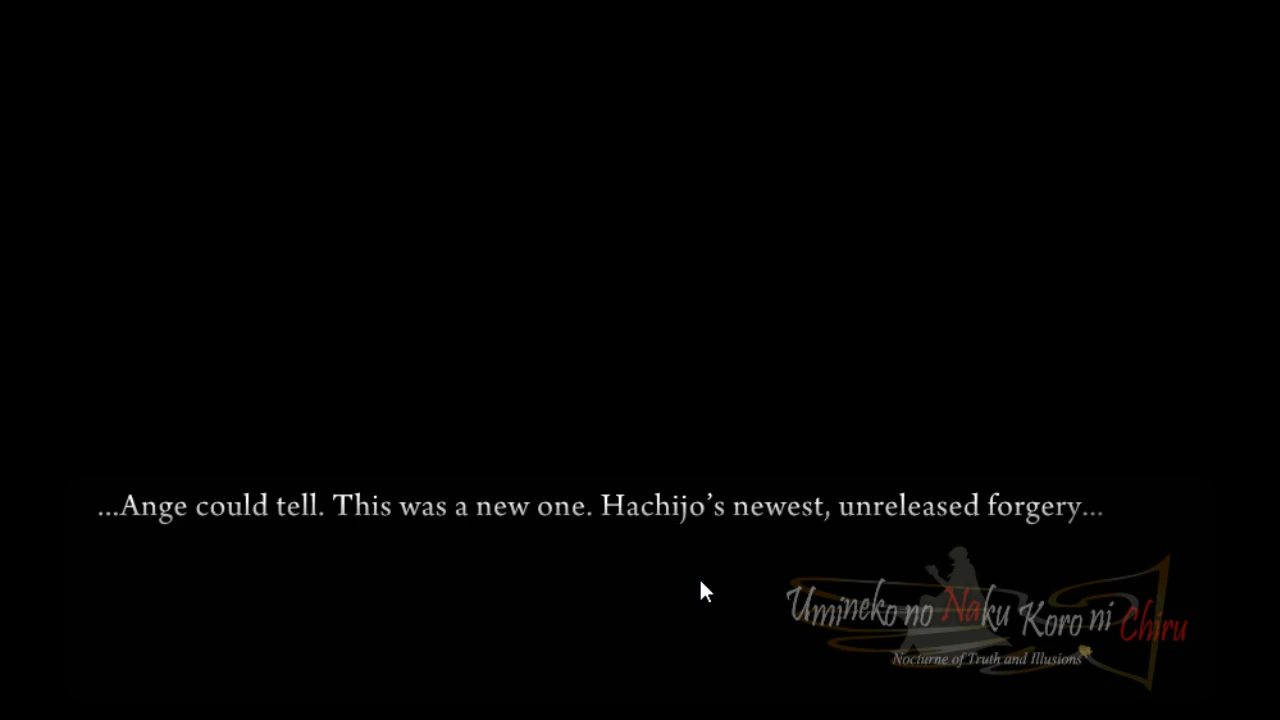 ...Ange could tell. This was a new one. Hachijo’s newest, unreleased forgery...
Umineko no Naku Koro ni Chiru
Nocturne of Truth and Illusions